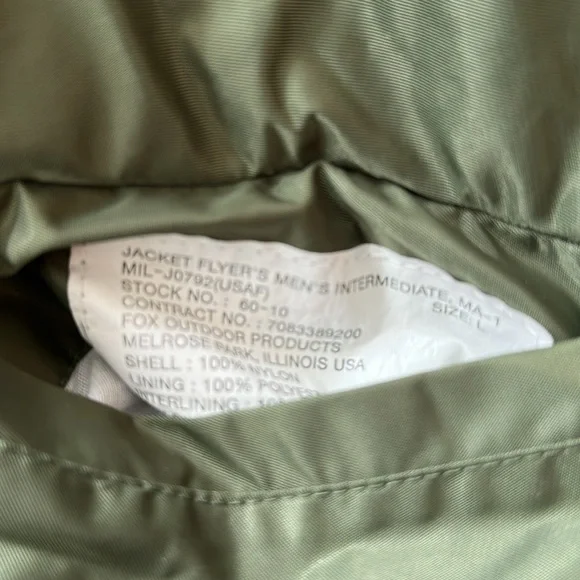 JACKET FLYER'S MEN'S INTERMEDIATE, MA-1
MIL-J0792(USAF) SIZE: L
STOCK NO. : 60-10
CONTRACT NO. : 7083389200
FOX OUTDOOR PRODUCTS
MELROSE PARK, ILLINOIS USA
SHELL : 100% NYLON
LINING : 100%